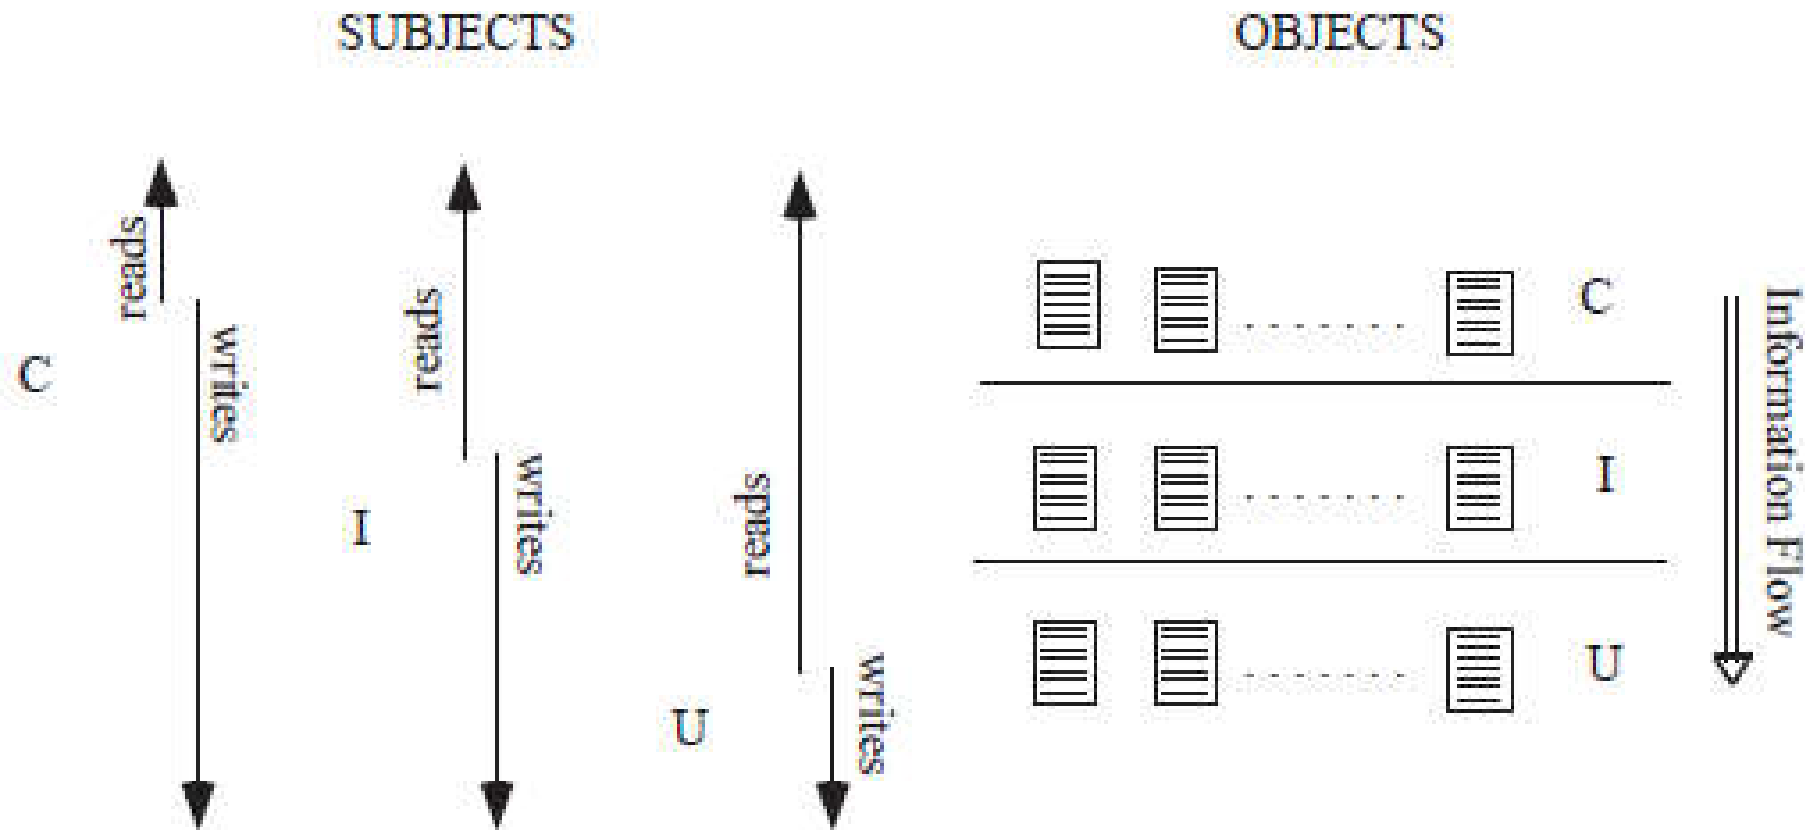 SUBJECTS
OBJECTS
reads
writes
C
reads
writes
I
reads
writes
U
C
I
U
Information Flow